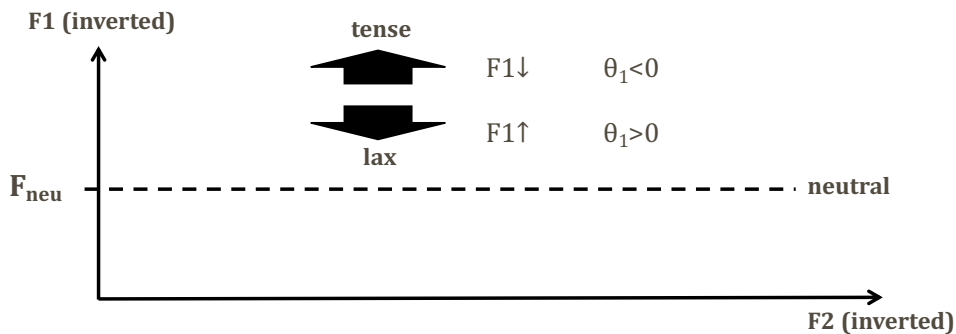 F1 (inverted)
tense
F1↓ θ₁<0
F1↑ θ₁>0
lax
Fₙₑᵤ
neutral
F2 (inverted)